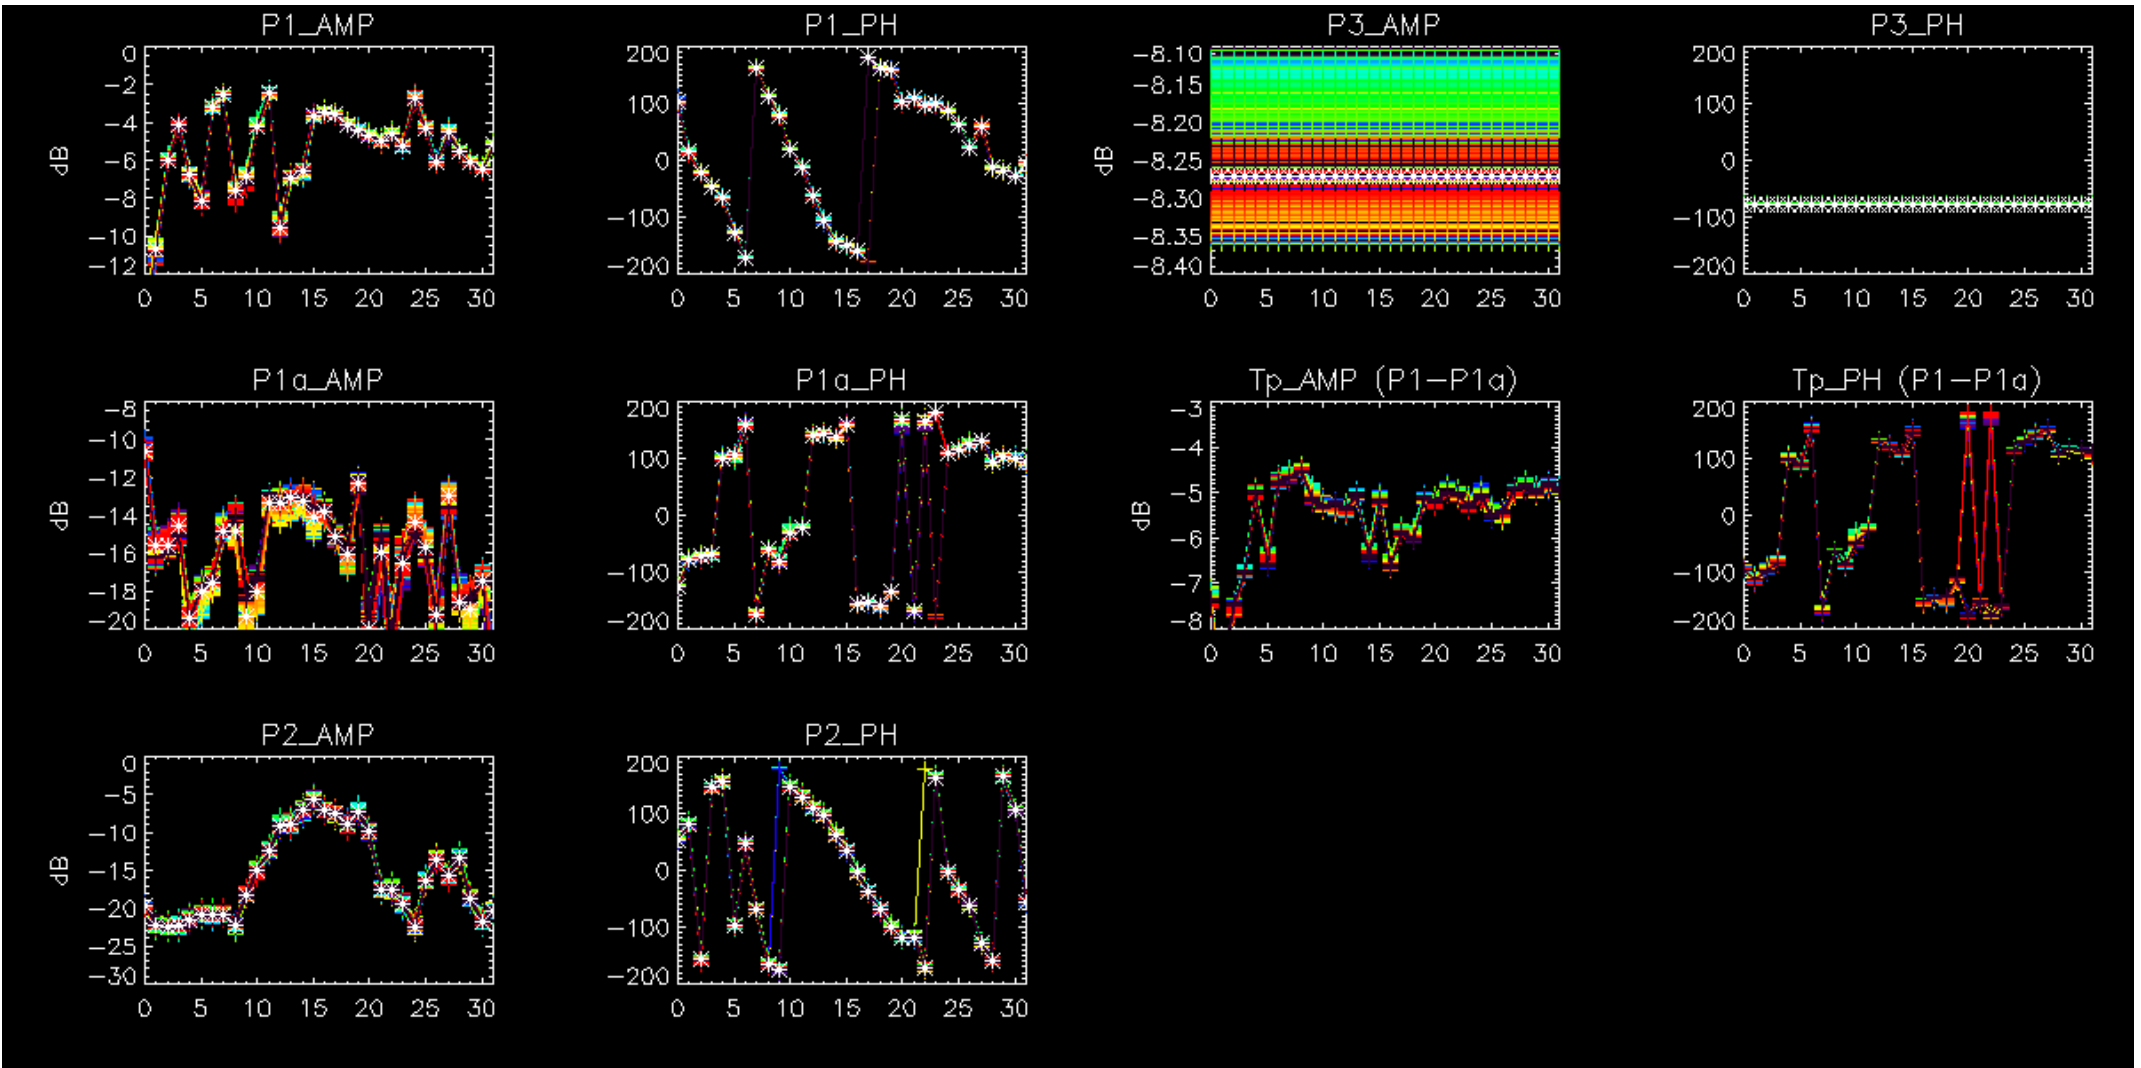 P1_AMP
P1_PH
P3_AMP
P3_PH
0
−2
−4
−6
−8
−10
−12
dB
0 5 10 15 20 25 30
200
100
0
−100
−200
0 5 10 15 20 25 30
−8.10
−8.15
−8.20
−8.25
−8.30
−8.35
−8.40
dB
0 5 10 15 20 25 30
200
100
0
−100
−200
0 5 10 15 20 25 30
P1a_AMP
P1a_PH
Tp_AMP (P1−P1a)
Tp_PH (P1−P1a)
−8
−10
−12
−14
−16
−18
−20
dB
0 5 10 15 20 25 30
200
100
0
−100
−200
0 5 10 15 20 25 30
−3
−4
−5
−6
−7
−8
dB
0 5 10 15 20 25 30
200
100
0
−100
−200
0 5 10 15 20 25 30
P2_AMP
P2_PH
0
−5
−10
−15
−20
−25
−30
dB
0 5 10 15 20 25 30
200
100
0
−100
−200
0 5 10 15 20 25 30